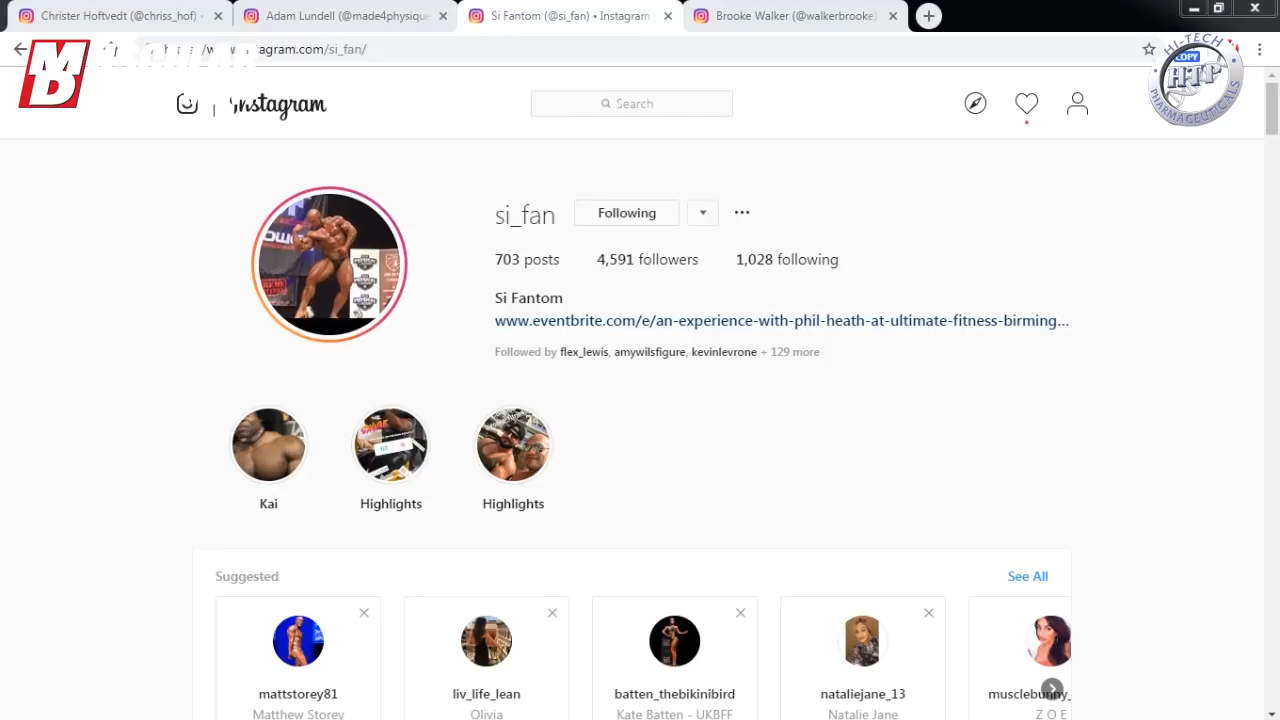 Christer Hoftvedt (@chriss_hof) •
Adam Lundell (@made4physique
Si Fantom (@si_fan) • Instagram
Brooke Walker (@walkerbrooke)
agram.com/si_fan/
MD
HI-TECH
COPY
HTP
PHARMACEUTICALS
Instagram
Search
si_fan
Following
703 posts
4,591 followers
1,028 following
Si Fantom
www.eventbrite.com/e/an-experience-with-phil-heath-at-ultimate-fitness-birming...
Followed by flex_lewis, amywilsfigure, kevinlevrone + 129 more
Kai
Highlights
Highlights
Suggested
See All
mattstorey81
liv_life_lean
batten_thebikinibird
nataliejane_13
musclebunny_
Matthew Storey
Olivia
Kate Batten - UKBFF
Natalie Jane
Z O E